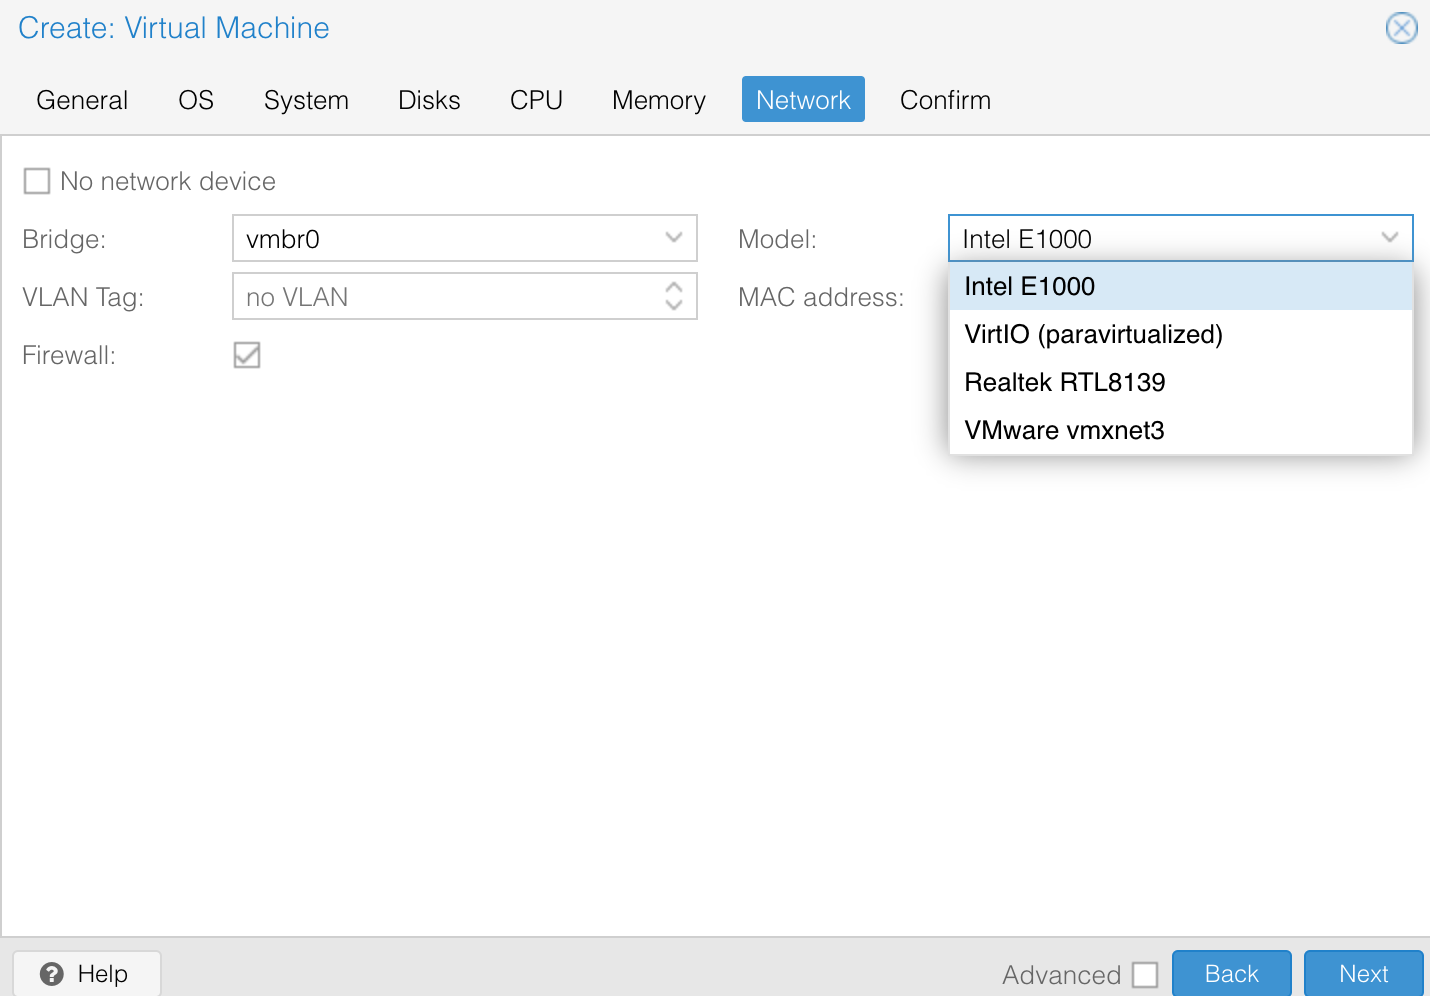 Create: Virtual Machine
General OS System Disks CPU Memory Network Confirm
No network device
Bridge: vmbr0 Model: Intel E1000
VLAN Tag: no VLAN MAC address:
Firewall:
Intel E1000
VirtIO (paravirtualized)
Realtek RTL8139
VMware vmxnet3
Help Advanced Back Next